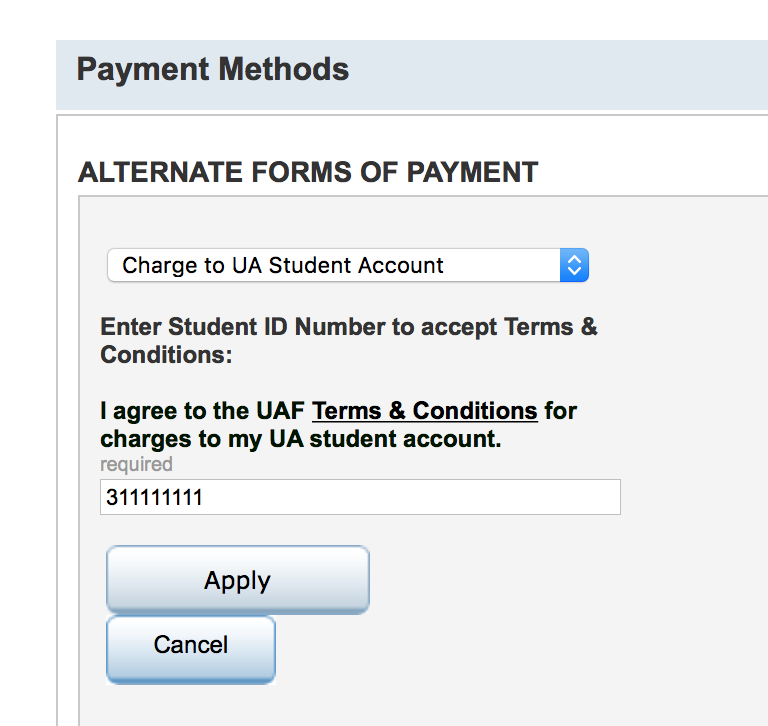 Payment Methods
ALTERNATE FORMS OF PAYMENT
Charge to UA Student Account
Enter Student ID Number to accept Terms &
Conditions:
I agree to the UAF Terms & Conditions for
charges to my UA student account.
required
311111111
Apply
Cancel